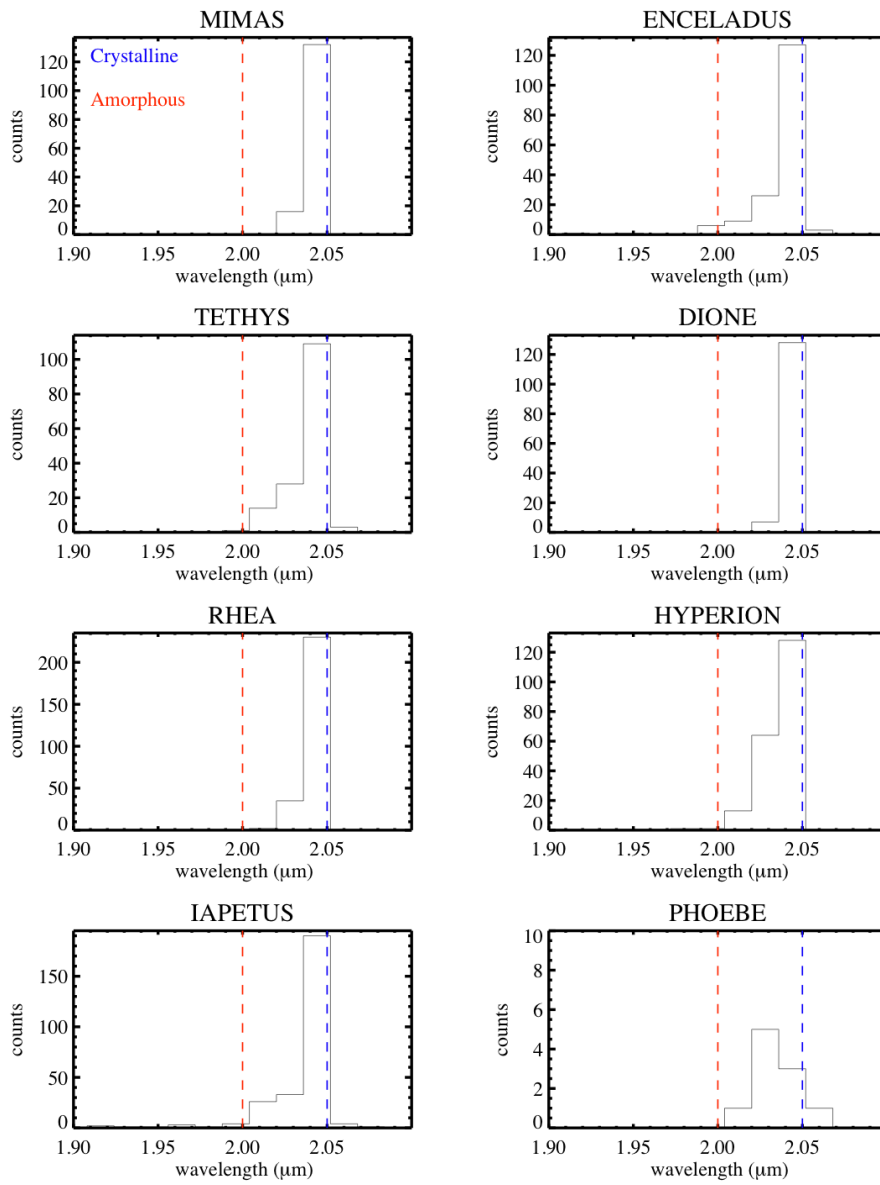 MIMAS
Crystalline
Amorphous
counts
120
100
80
60
40
20
0
1.90 1.95 2.00 2.05
wavelength (μm)
ENCELADUS
counts
120
100
80
60
40
20
0
1.90 1.95 2.00 2.05
wavelength (μm)
TETHYS
counts
100
80
60
40
20
0
1.90 1.95 2.00 2.05
wavelength (μm)
DIONE
counts
120
100
80
60
40
20
0
1.90 1.95 2.00 2.05
wavelength (μm)
RHEA
counts
200
150
100
50
0
1.90 1.95 2.00 2.05
wavelength (μm)
HYPERION
counts
120
100
80
60
40
20
0
1.90 1.95 2.00 2.05
wavelength (μm)
IAPETUS
counts
150
100
50
0
1.90 1.95 2.00 2.05
wavelength (μm)
PHOEBE
counts
10
8
6
4
2
0
1.90 1.95 2.00 2.05
wavelength (μm)